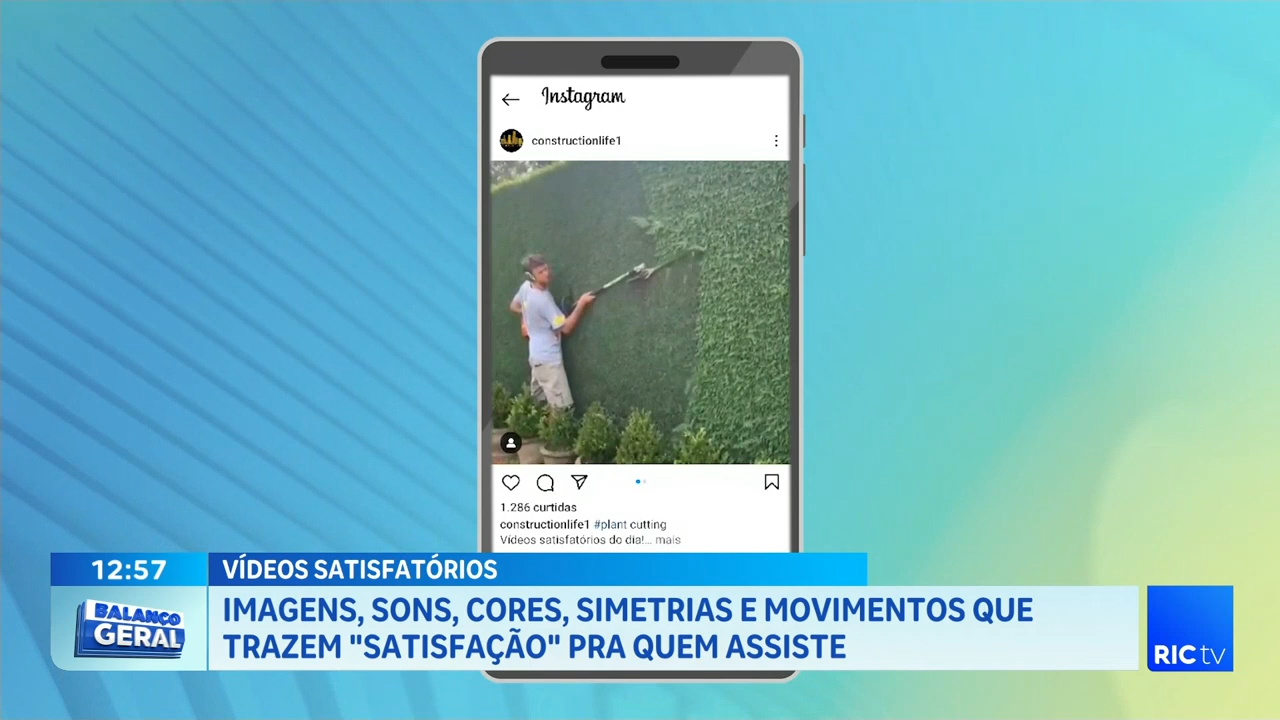 Instagram
constructionlife1
1.286 curtidas
constructionlife1 #plant cutting
Vídeos satisfatórios do dia!... mais
12:57
VÍDEOS SATISFATÓRIOS
BALANÇO
GERAL
IMAGENS, SONS, CORES, SIMETRIAS E MOVIMENTOS QUE
TRAZEM "SATISFAÇÃO" PRA QUEM ASSISTE
RIC tv